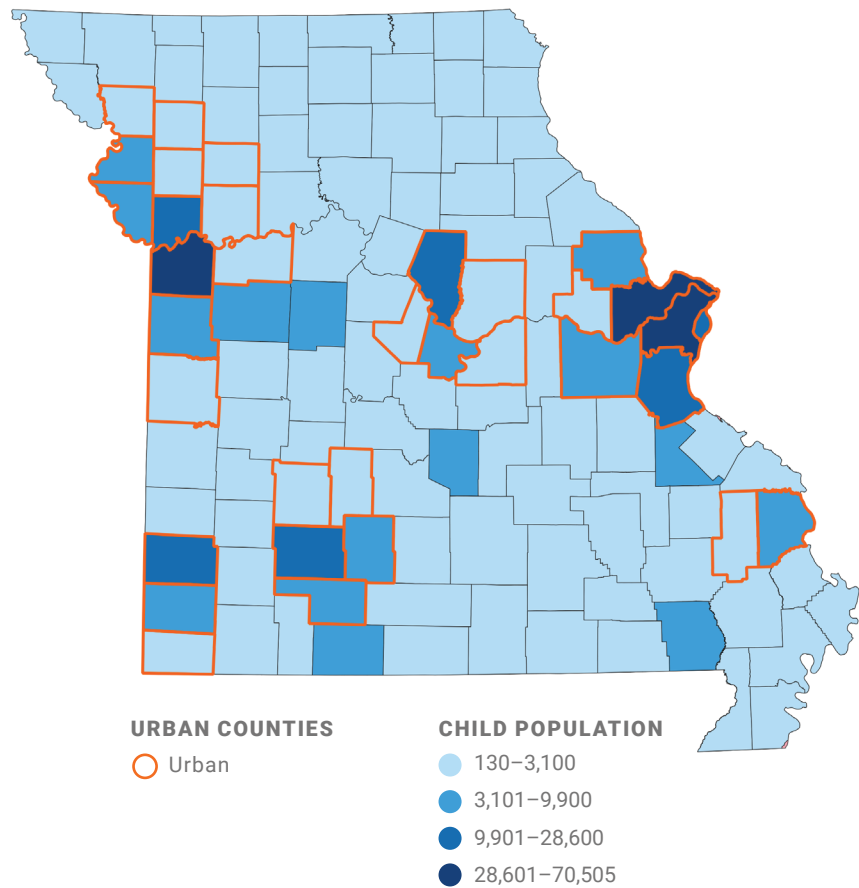 URBAN COUNTIES
Urban
CHILD POPULATION
130–3,100
3,101–9,900
9,901–28,600
28,601–70,505